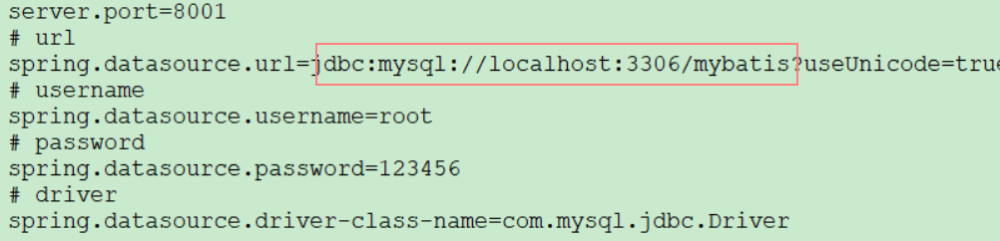 server.port=8001
# url
spring.datasource.url=jdbc:mysql://localhost:3306/mybatis?useUnicode=true
# username
spring.datasource.username=root
# password
spring.datasource.password=123456
# driver
spring.datasource.driver-class-name=com.mysql.jdbc.Driver